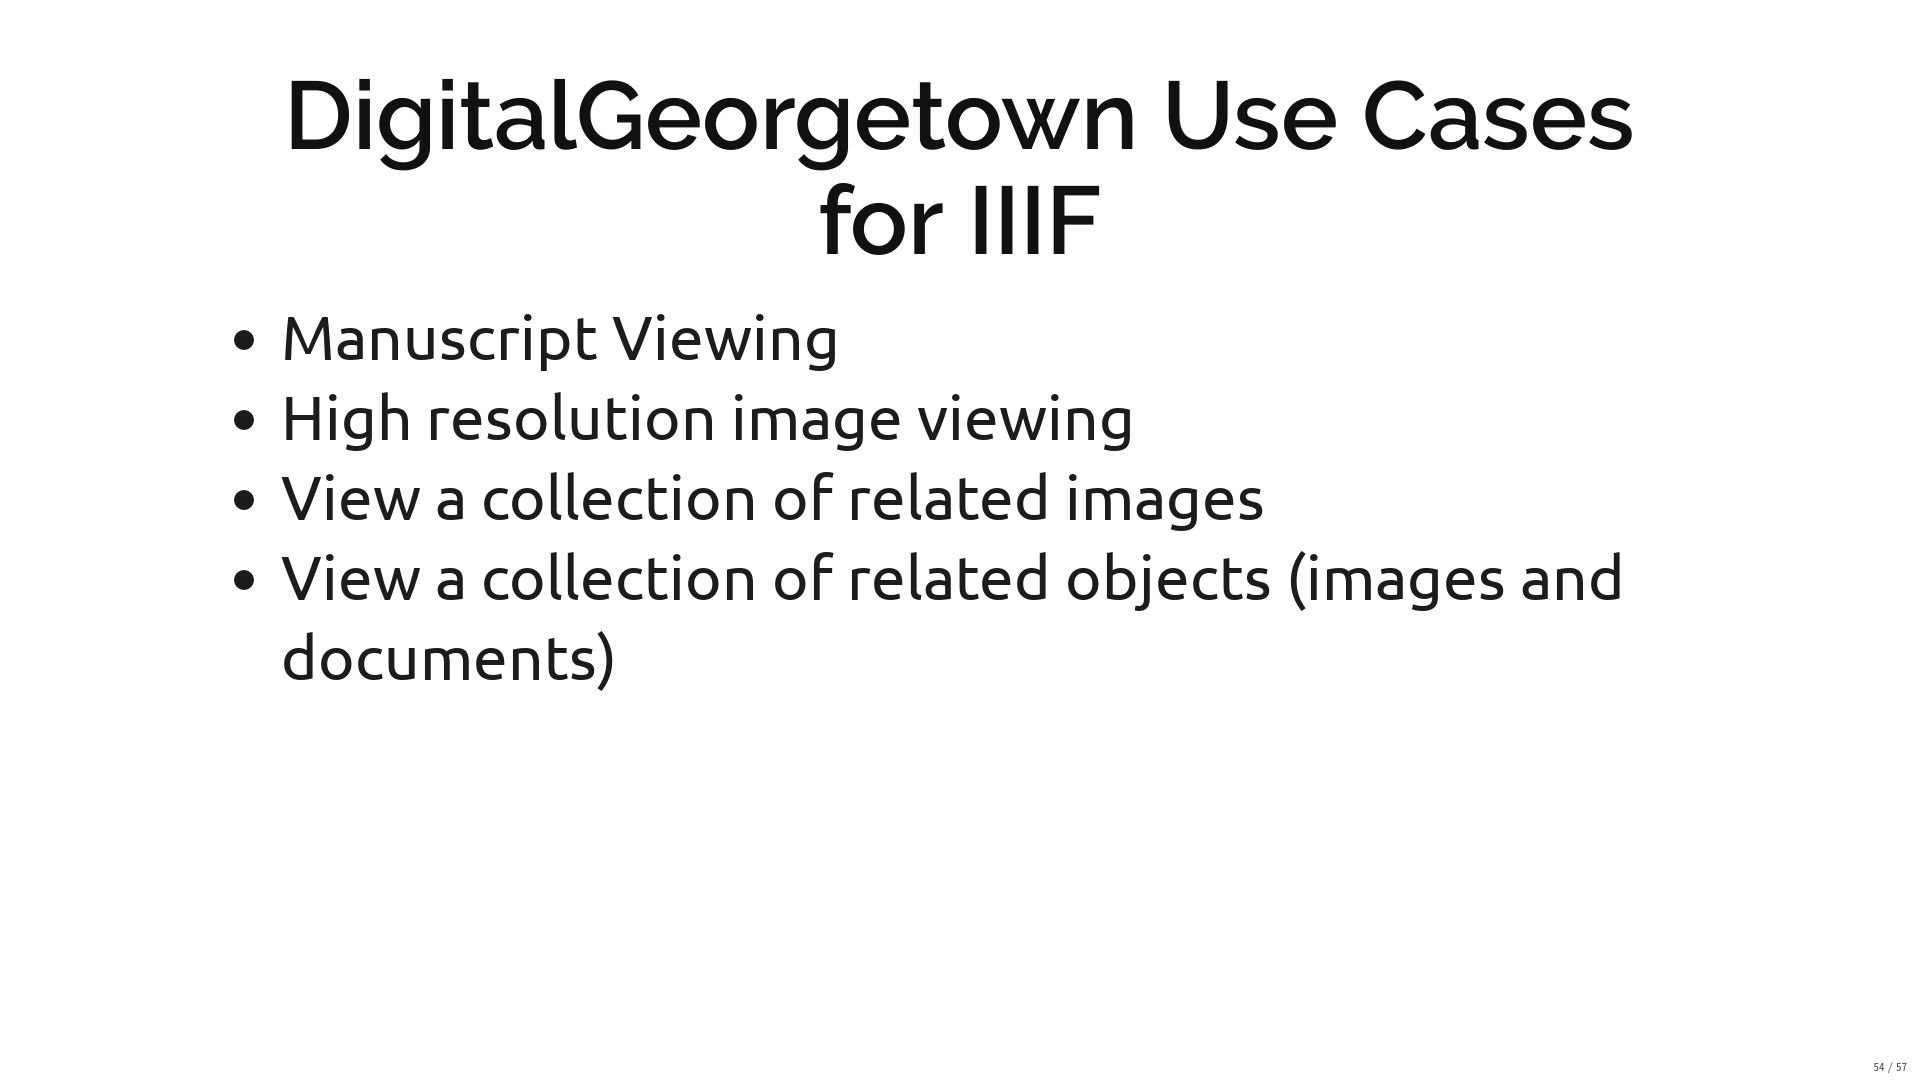 DigitalGeorgetown Use Cases
for IIIF
• Manuscript Viewing
• High resolution image viewing
• View a collection of related images
• View a collection of related objects (images and
documents)
54 / 57